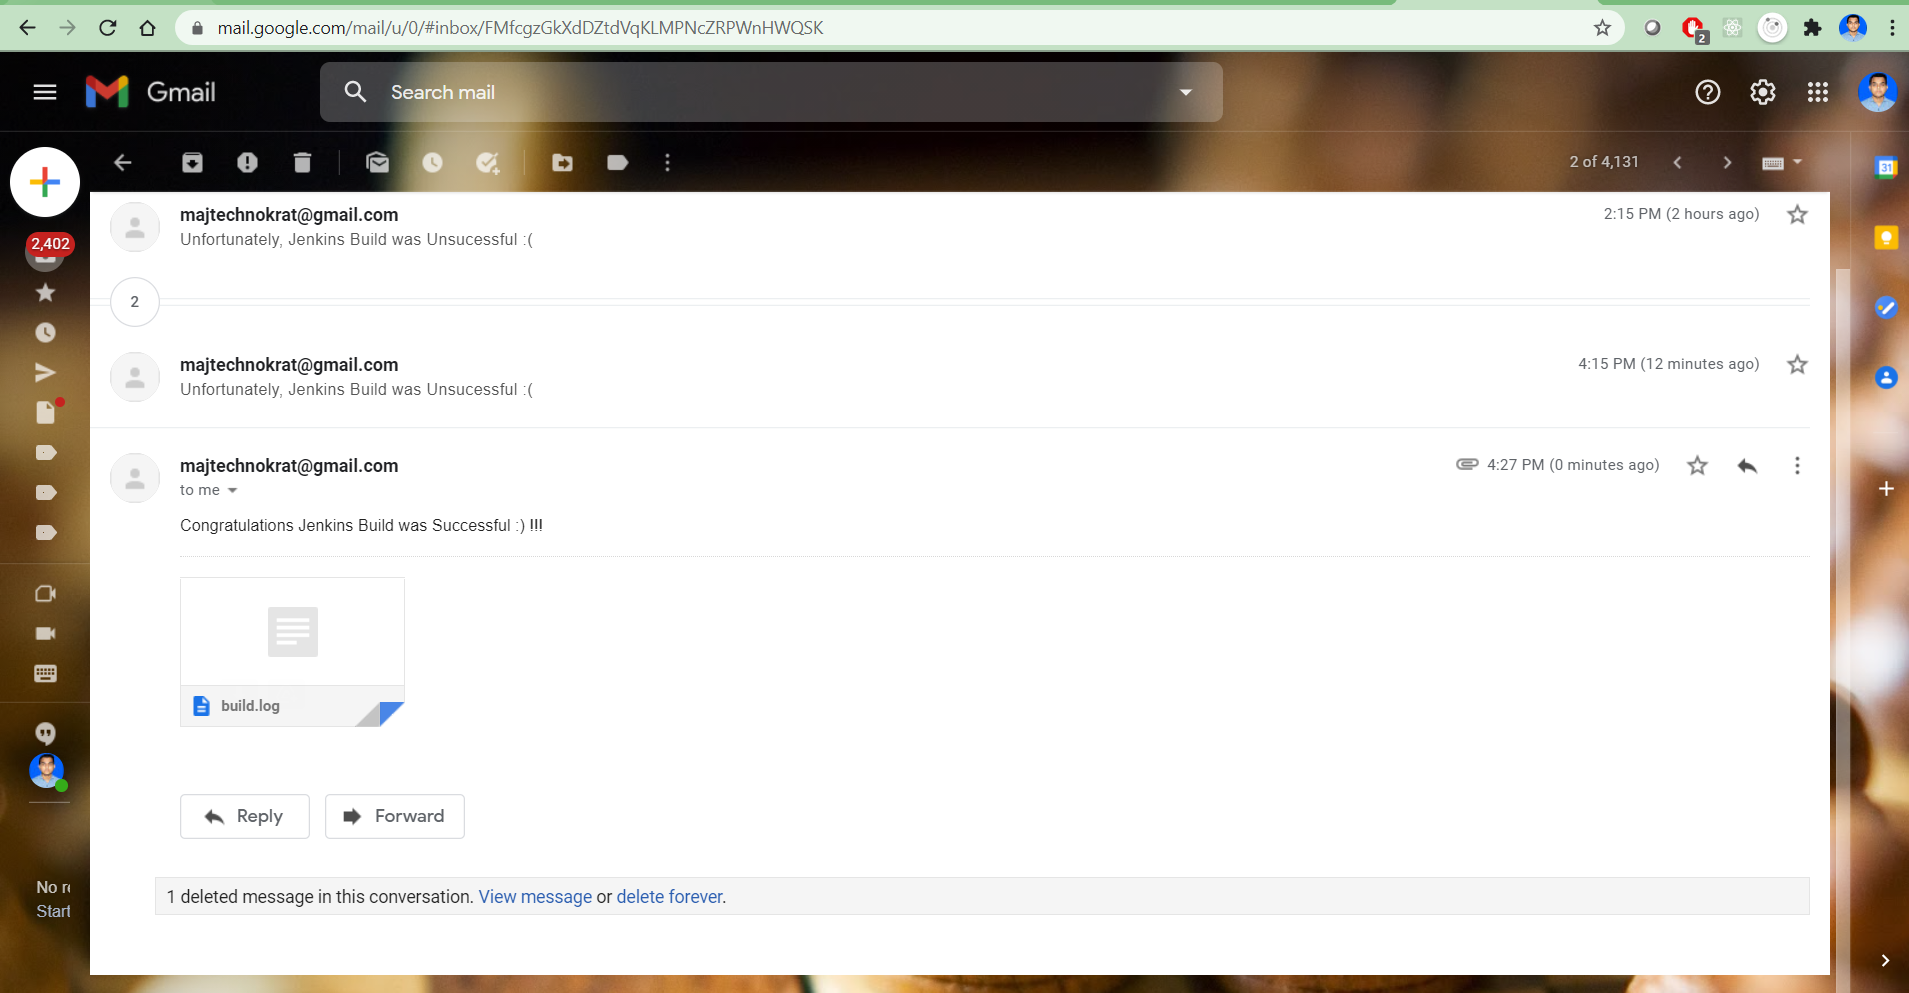 mail.google.com/mail/u/0/#inbox/FMfcgzGkXdDZtdVqKLMPNcZRPWnHWQSK
2
Gmail
Search mail
2 of 4,131
31
2,402
majtechnokrat@gmail.com
2:15 PM (2 hours ago)
Unfortunately, Jenkins Build was Unsucessful :(
2
majtechnokrat@gmail.com
4:15 PM (12 minutes ago)
Unfortunately, Jenkins Build was Unsucessful :(
majtechnokrat@gmail.com
4:27 PM (0 minutes ago)
to me
Congratulations Jenkins Build was Successful :) !!!
build.log
Reply
Forward
No re
Start
1 deleted message in this conversation. View message or delete forever.